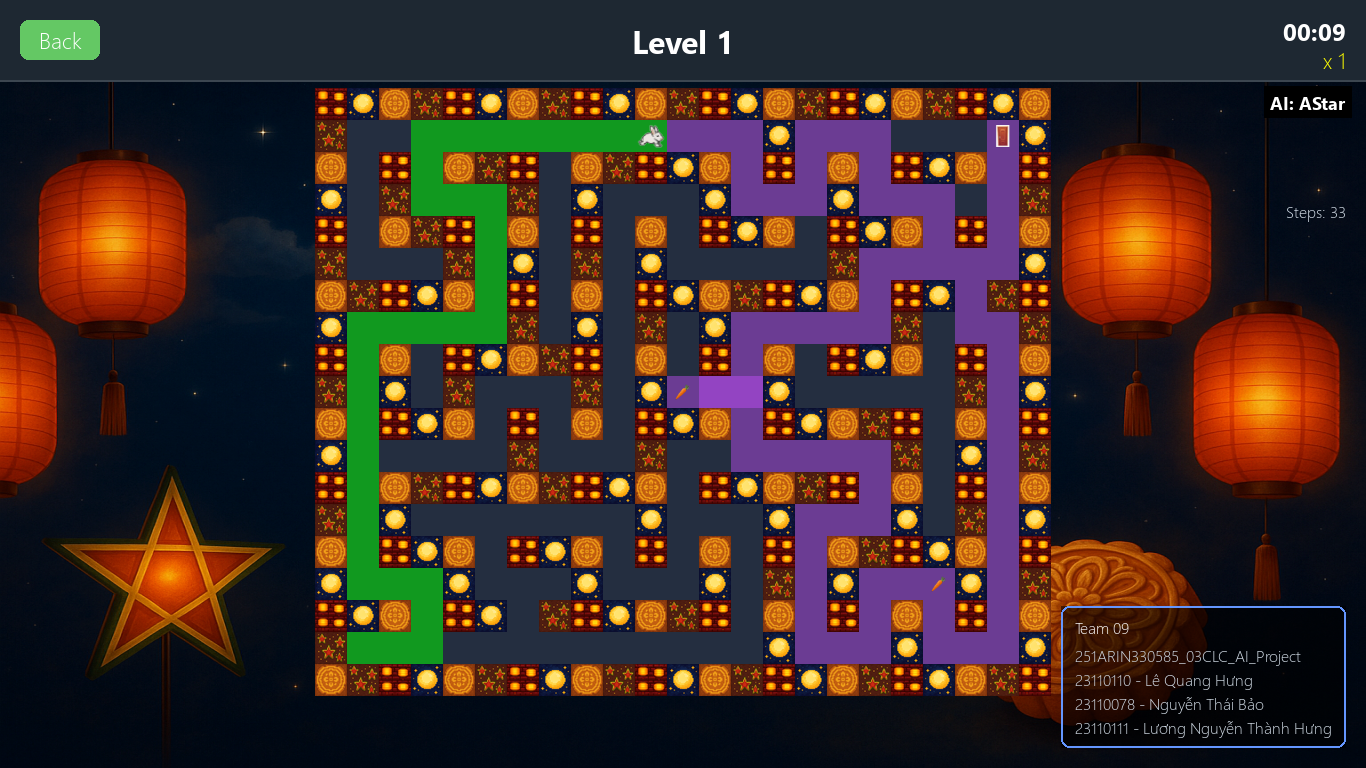 Back
Level 1
00:09
x 1
AI: AStar
Steps: 33
Team 09
251ARIN330585_03CLC_AI_Project
23110110 - Lê Quang Hưng
23110078 - Nguyễn Thái Bảo
23110111 - Lương Nguyễn Thành Hưng